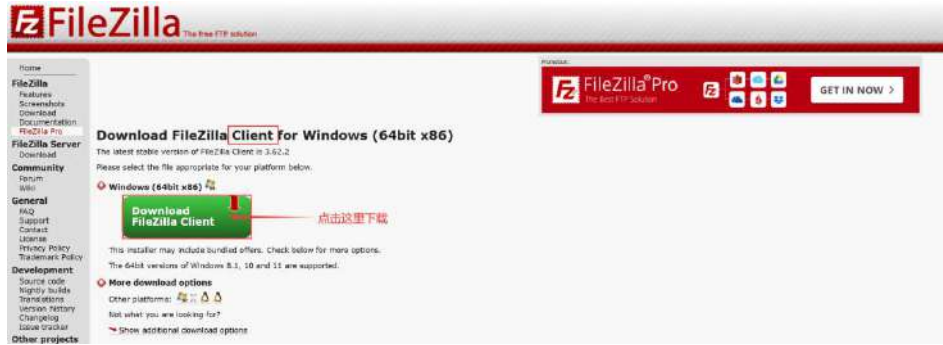 FileZilla
The free FTP solution
Home
FileZilla
Features
Screenshots
Download
Documentation
FileZilla Pro
FileZilla Server
Download
Community
Forum
Wiki
General
FAQ
Support
Contact
License
Privacy Policy
Trademark Policy
Development
Source code
Nightly builds
Translations
Version history
Changelog
Issue tracker
Other projects
FileZilla®Pro
The Best FTP Solution
GET IN NOW >
Download FileZilla Client for Windows (64bit x86)
The latest stable version of FileZilla Client is 3.62.2
Please select the file appropriate for your platform below.
Windows (64bit x86)
Download
FileZilla Client
点击这里下载
This installer may include bundled offers. Check below for more options.
The 64bit versions of Windows 8.1, 10 and 11 are supported.
More download options
Other platforms:
Not what you are looking for?
Show additional download options